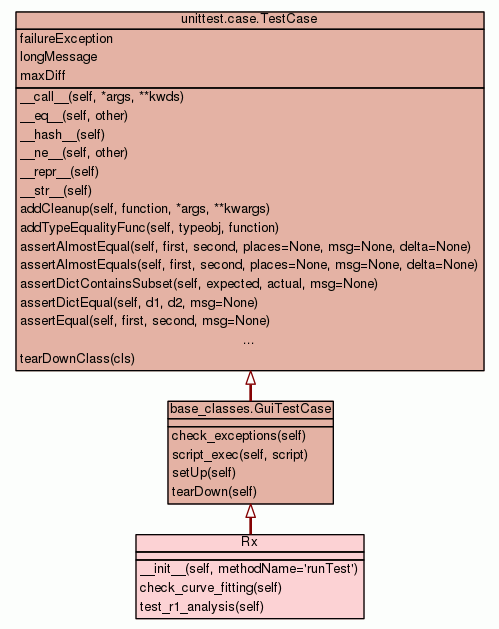 unittest.case.TestCase
failureException
longMessage
maxDiff
__call__(self, *args, **kwds)
__eq__(self, other)
__hash__(self)
__ne__(self, other)
__repr__(self)
__str__(self)
addCleanup(self, function, *args, **kwargs)
addTypeEqualityFunc(self, typeobj, function)
assertAlmostEqual(self, first, second, places=None, msg=None, delta=None)
assertAlmostEquals(self, first, second, places=None, msg=None, delta=None)
assertDictContainsSubset(self, expected, actual, msg=None)
assertDictEqual(self, d1, d2, msg=None)
assertEqual(self, first, second, msg=None)
...
tearDownClass(cls)
base_classes.GuiTestCase
check_exceptions(self)
script_exec(self, script)
setUp(self)
tearDown(self)
Rx
__init__(self, methodName='runTest')
check_curve_fitting(self)
test_r1_analysis(self)